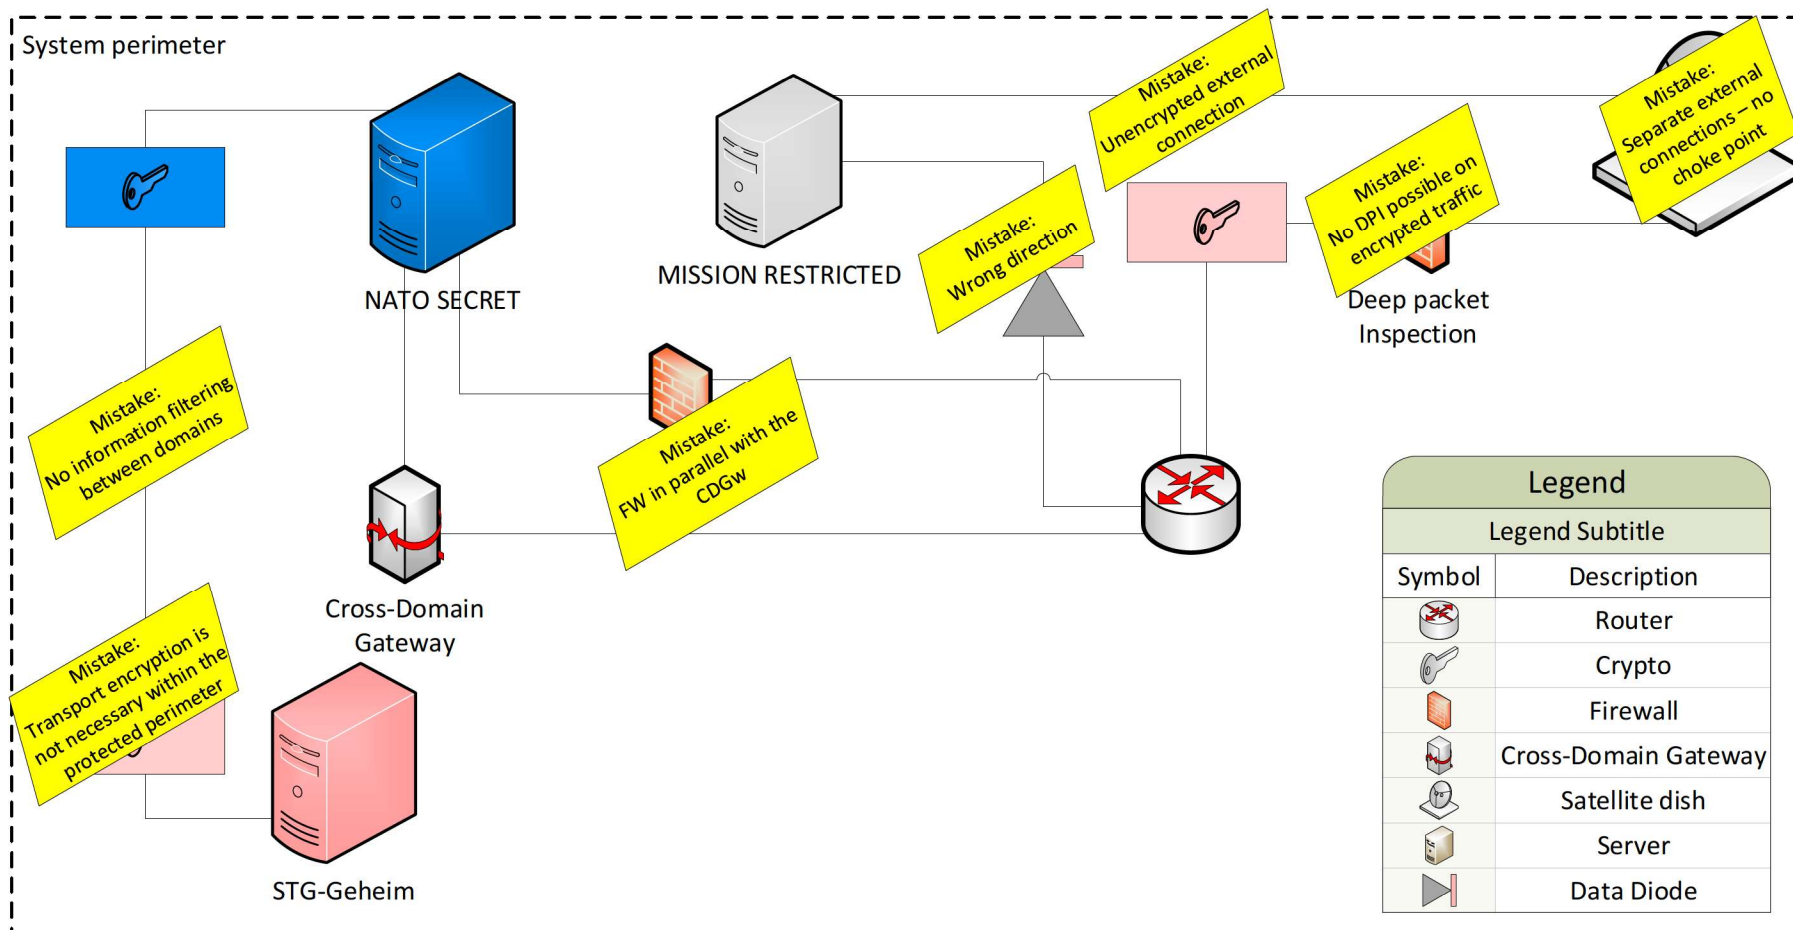 System perimeter
Mistake:
Unencrypted external
connection
Mistake:
Separate external
connections – no
choke point
Mistake:
No DPI possible on
encrypted traffic
Mistake:
Wrong direction
MISSION RESTRICTED
NATO SECRET
Deep packet
Inspection
Mistake:
No information filtering
between domains
Mistake:
FW in parallel with the
CDGw
Cross-Domain
Gateway
Mistake:
Transport encryption is
not necessary within the
protected perimeter
STG-Geheim
Legend
Legend Subtitle
Symbol Description
Router
Crypto
Firewall
Cross-Domain Gateway
Satellite dish
Server
Data Diode